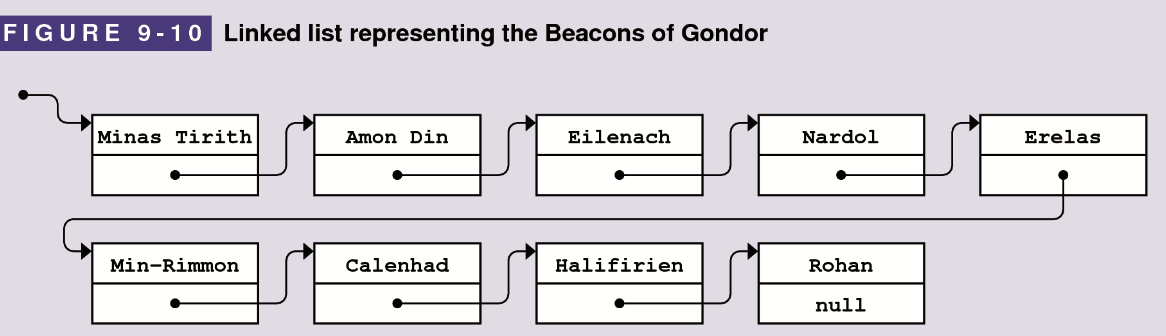 FIGURE 9-10 Linked list representing the Beacons of Gondor
Minas Tirith Amon Din Eilenach Nardol Erelas
Min-Rimmon Calenhad Halifirien Rohan
null